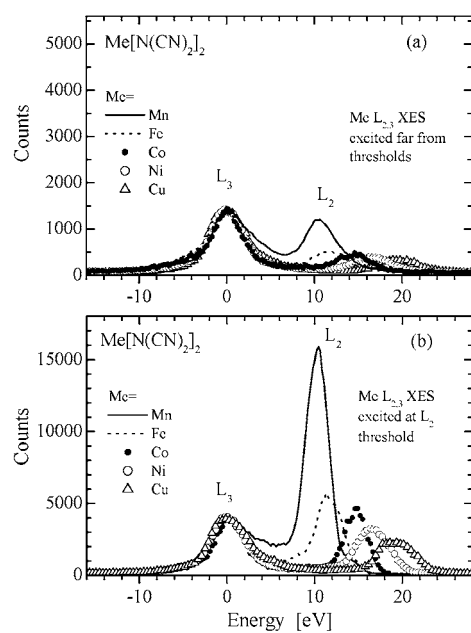 Me[N(CN)2]2
(a)
Me=
Mn
Fe
Co
Ni
Cu
Me L2,3 XES
excited far from
thresholds
L3
L2
Counts
5000
4000
3000
2000
1000
0
-10
0
10
20
Me[N(CN)2]2
(b)
Me=
Mn
Fe
Co
Ni
Cu
Me L2,3 XES
excited at L2
threshold
L3
L2
Counts
15000
10000
5000
0
-10
0
10
20
Energy [eV]